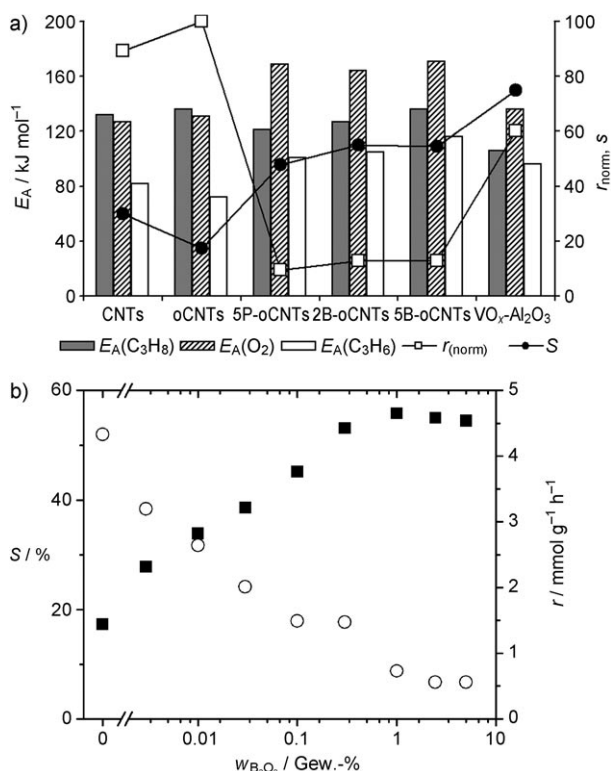 a)
200
160
120
80
40
0
E_A / kJ mol⁻¹
100
80
60
40
20
0
r_norm, s
CNTs oCNTs 5P-oCNTs 2B-oCNTs 5B-oCNTs VOₓ-Al₂O₃
E_A(C₃H₈) E_A(O₂) E_A(C₃H₆) r_(norm) S
b)
60
40
20
0
S / %
5
4
3
2
1
0
r / mmol g⁻¹ h⁻¹
0 0.01 0.1 1 10
w_B₂O₃ / Gew.-%